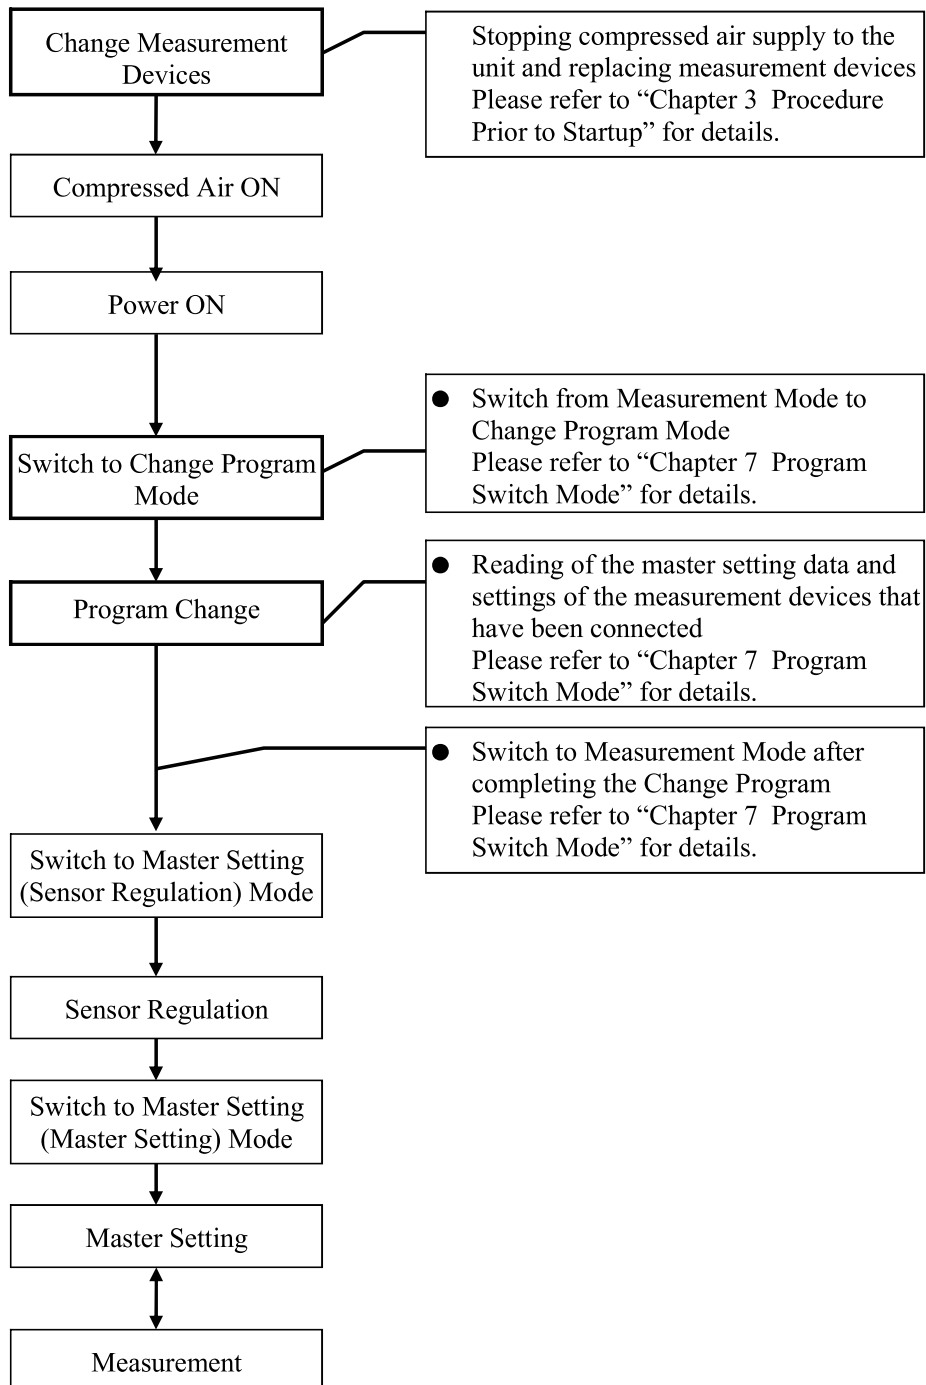 Change Measurement
Devices
Stopping compressed air supply to the
unit and replacing measurement devices
Please refer to “Chapter 3  Procedure
Prior to Startup” for details.
Compressed Air ON
Power ON
Switch to Change Program
Mode
● Switch from Measurement Mode to
Change Program Mode
Please refer to “Chapter 7  Program
Switch Mode” for details.
Program Change
● Reading of the master setting data and
settings of the measurement devices that
have been connected
Please refer to “Chapter 7  Program
Switch Mode” for details.
● Switch to Measurement Mode after
completing the Change Program
Please refer to “Chapter 7  Program
Switch Mode” for details.
Switch to Master Setting
(Sensor Regulation) Mode
Sensor Regulation
Switch to Master Setting
(Master Setting) Mode
Master Setting
Measurement